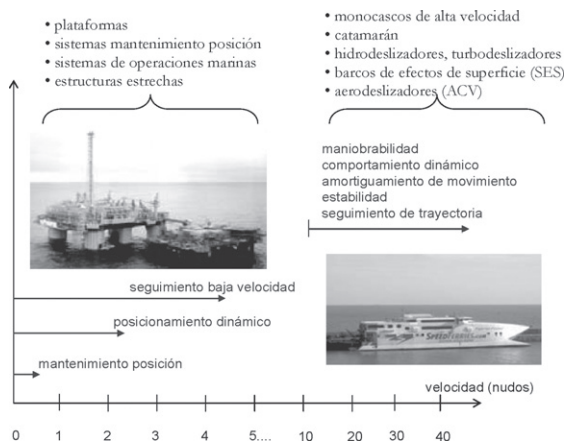 • plataformas
• sistemas mantenimiento posición
• sistemas de operaciones marinas
• estructuras estrechas
• monocascos de alta velocidad
• catamarán
• hidrodeslizadores, turbodeslizadores
• barcos de efectos de superficie (SES)
• aerodeslizadores (ACV)
maniobrabilidad
comportamiento dinámico
amortiguamiento de movimiento
estabilidad
seguimiento de trayectoria
seguimiento baja velocidad
posicionamiento dinámico
mantenimiento posición
SpeedFerries.com
velocidad (nudos)
0 1 2 3 4 5.... 10 20 30 40